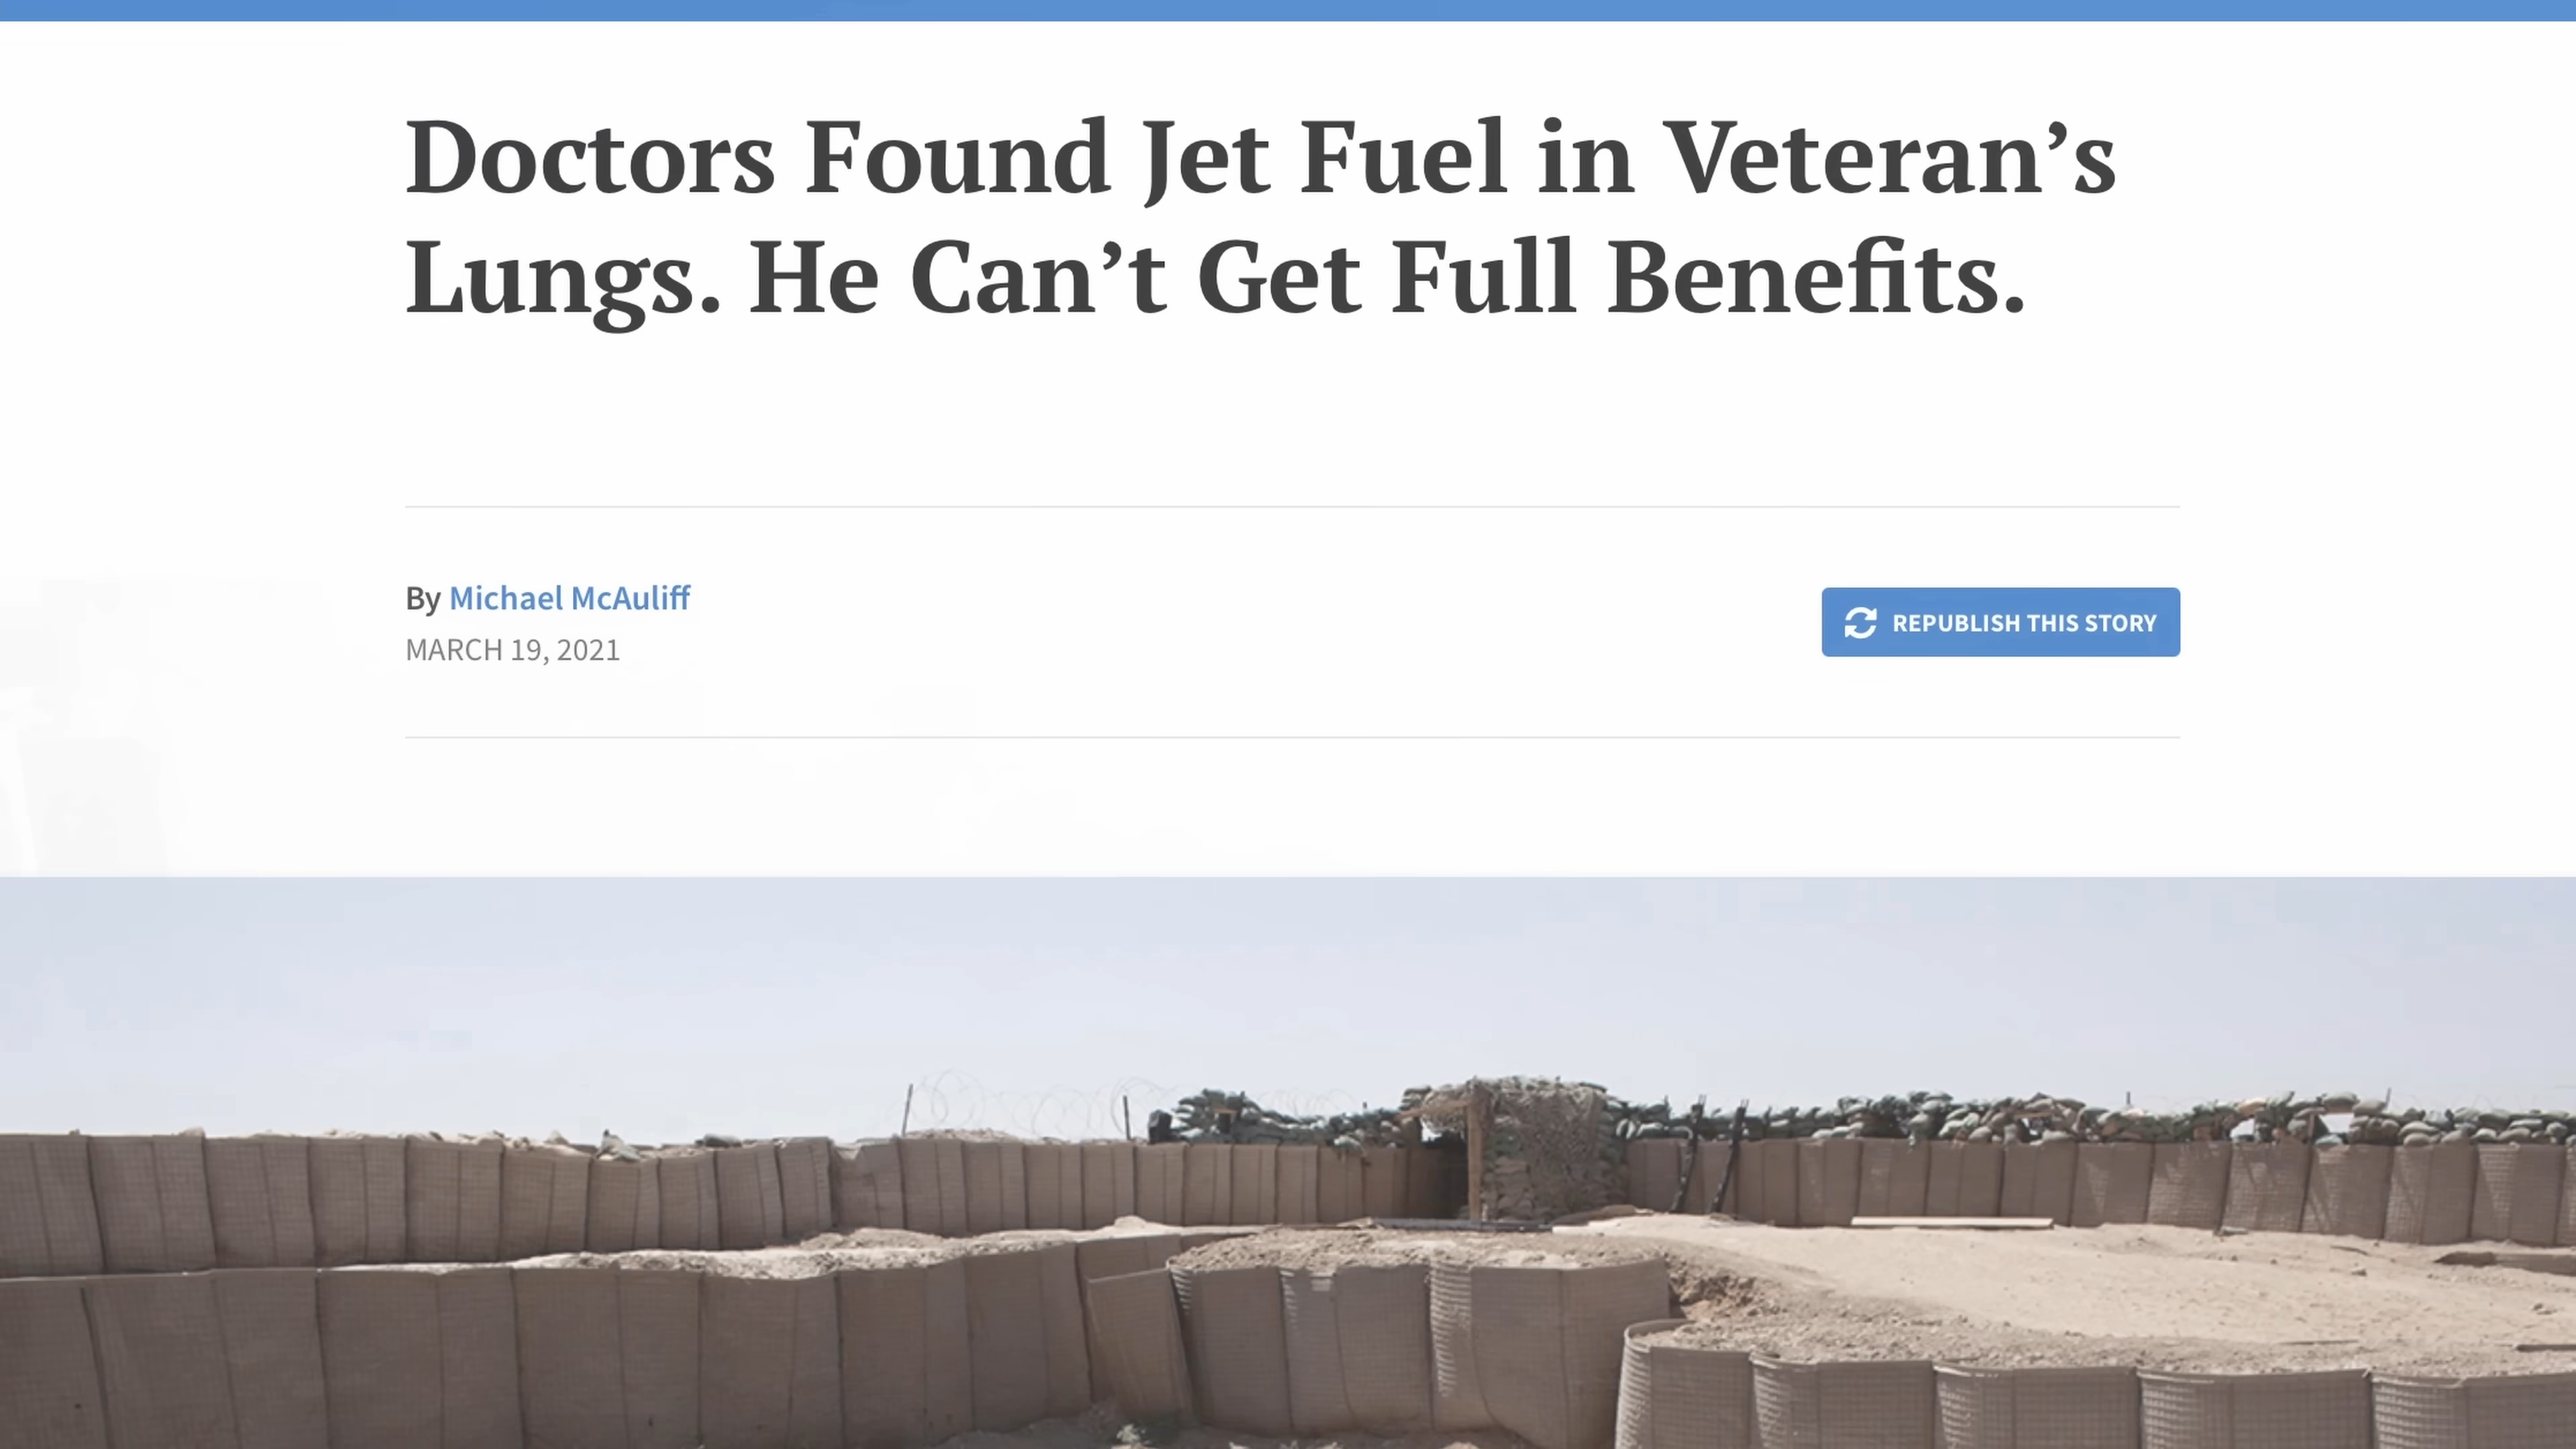 Doctors Found Jet Fuel in Veteran’s
Lungs. He Can’t Get Full Benefits.
By Michael McAuliff
MARCH 19, 2021
REPUBLISH THIS STORY